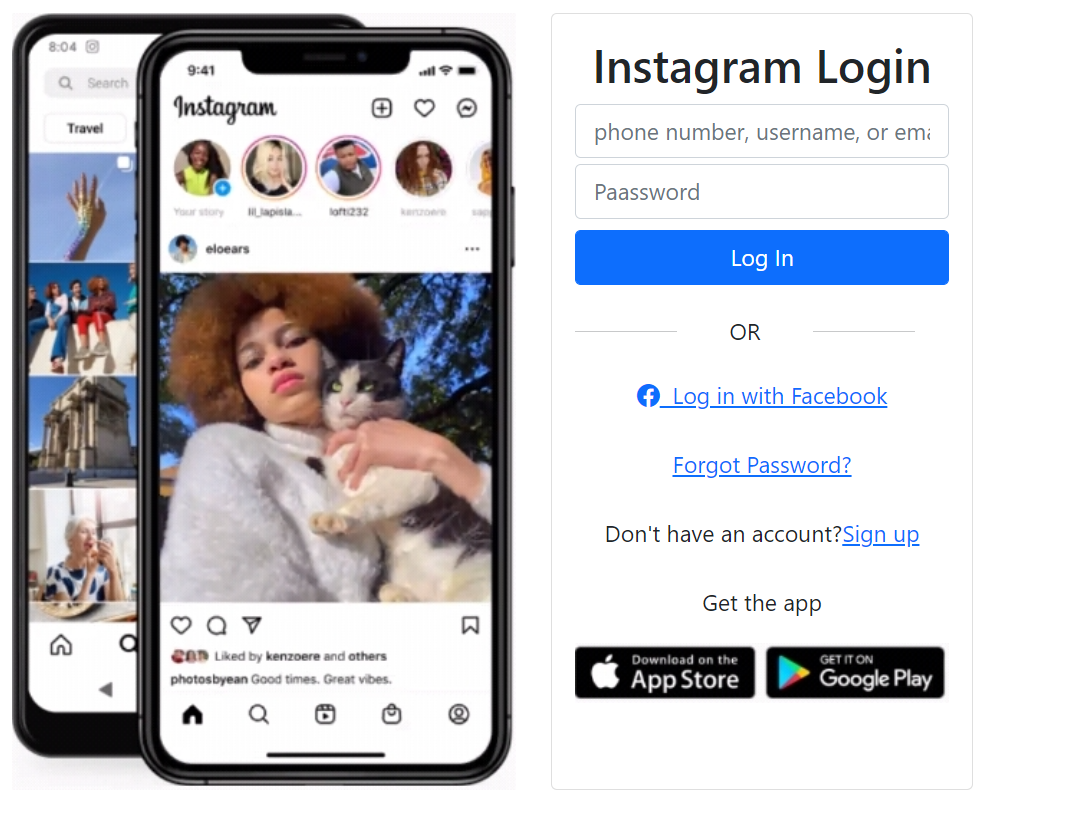 8:04
Search
Travel
9:41
Instagram
Your story
lil_lapisla...
lofti232
kenzoere
sapp
eloears
Liked by kenzoere and others
photosbyean Good times. Great vibes.
Instagram Login
phone number, username, or ema
Paassword
Log In
OR
Log in with Facebook
Forgot Password?
Don't have an account?Sign up
Get the app
Download on the
App Store
GET IT ON
Google Play